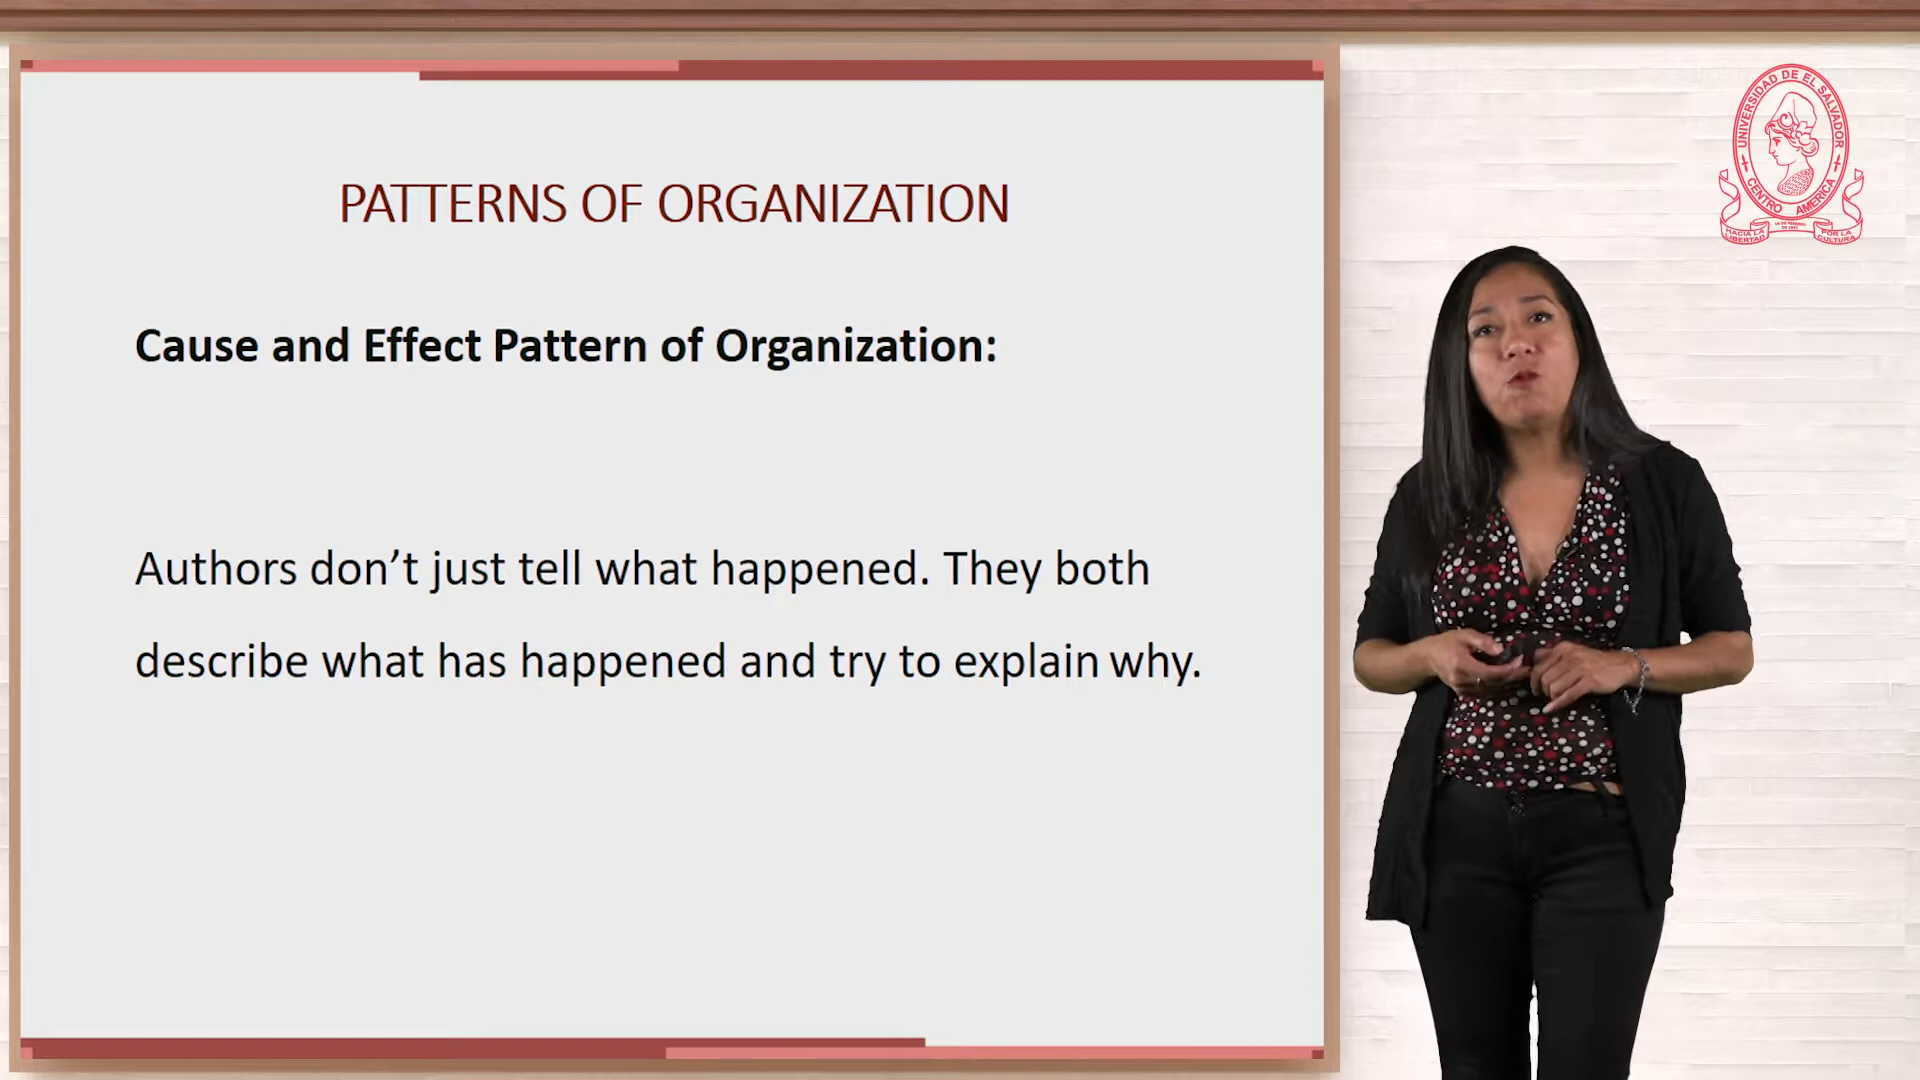 PATTERNS OF ORGANIZATION
Cause and Effect Pattern of Organization:
Authors don’t just tell what happened. They both
describe what has happened and try to explain why.
UNIVERSIDAD DE EL SALVADOR
CENTRO AMERICA
HACIA LA
LIBERTAD
POR LA
CULTURA